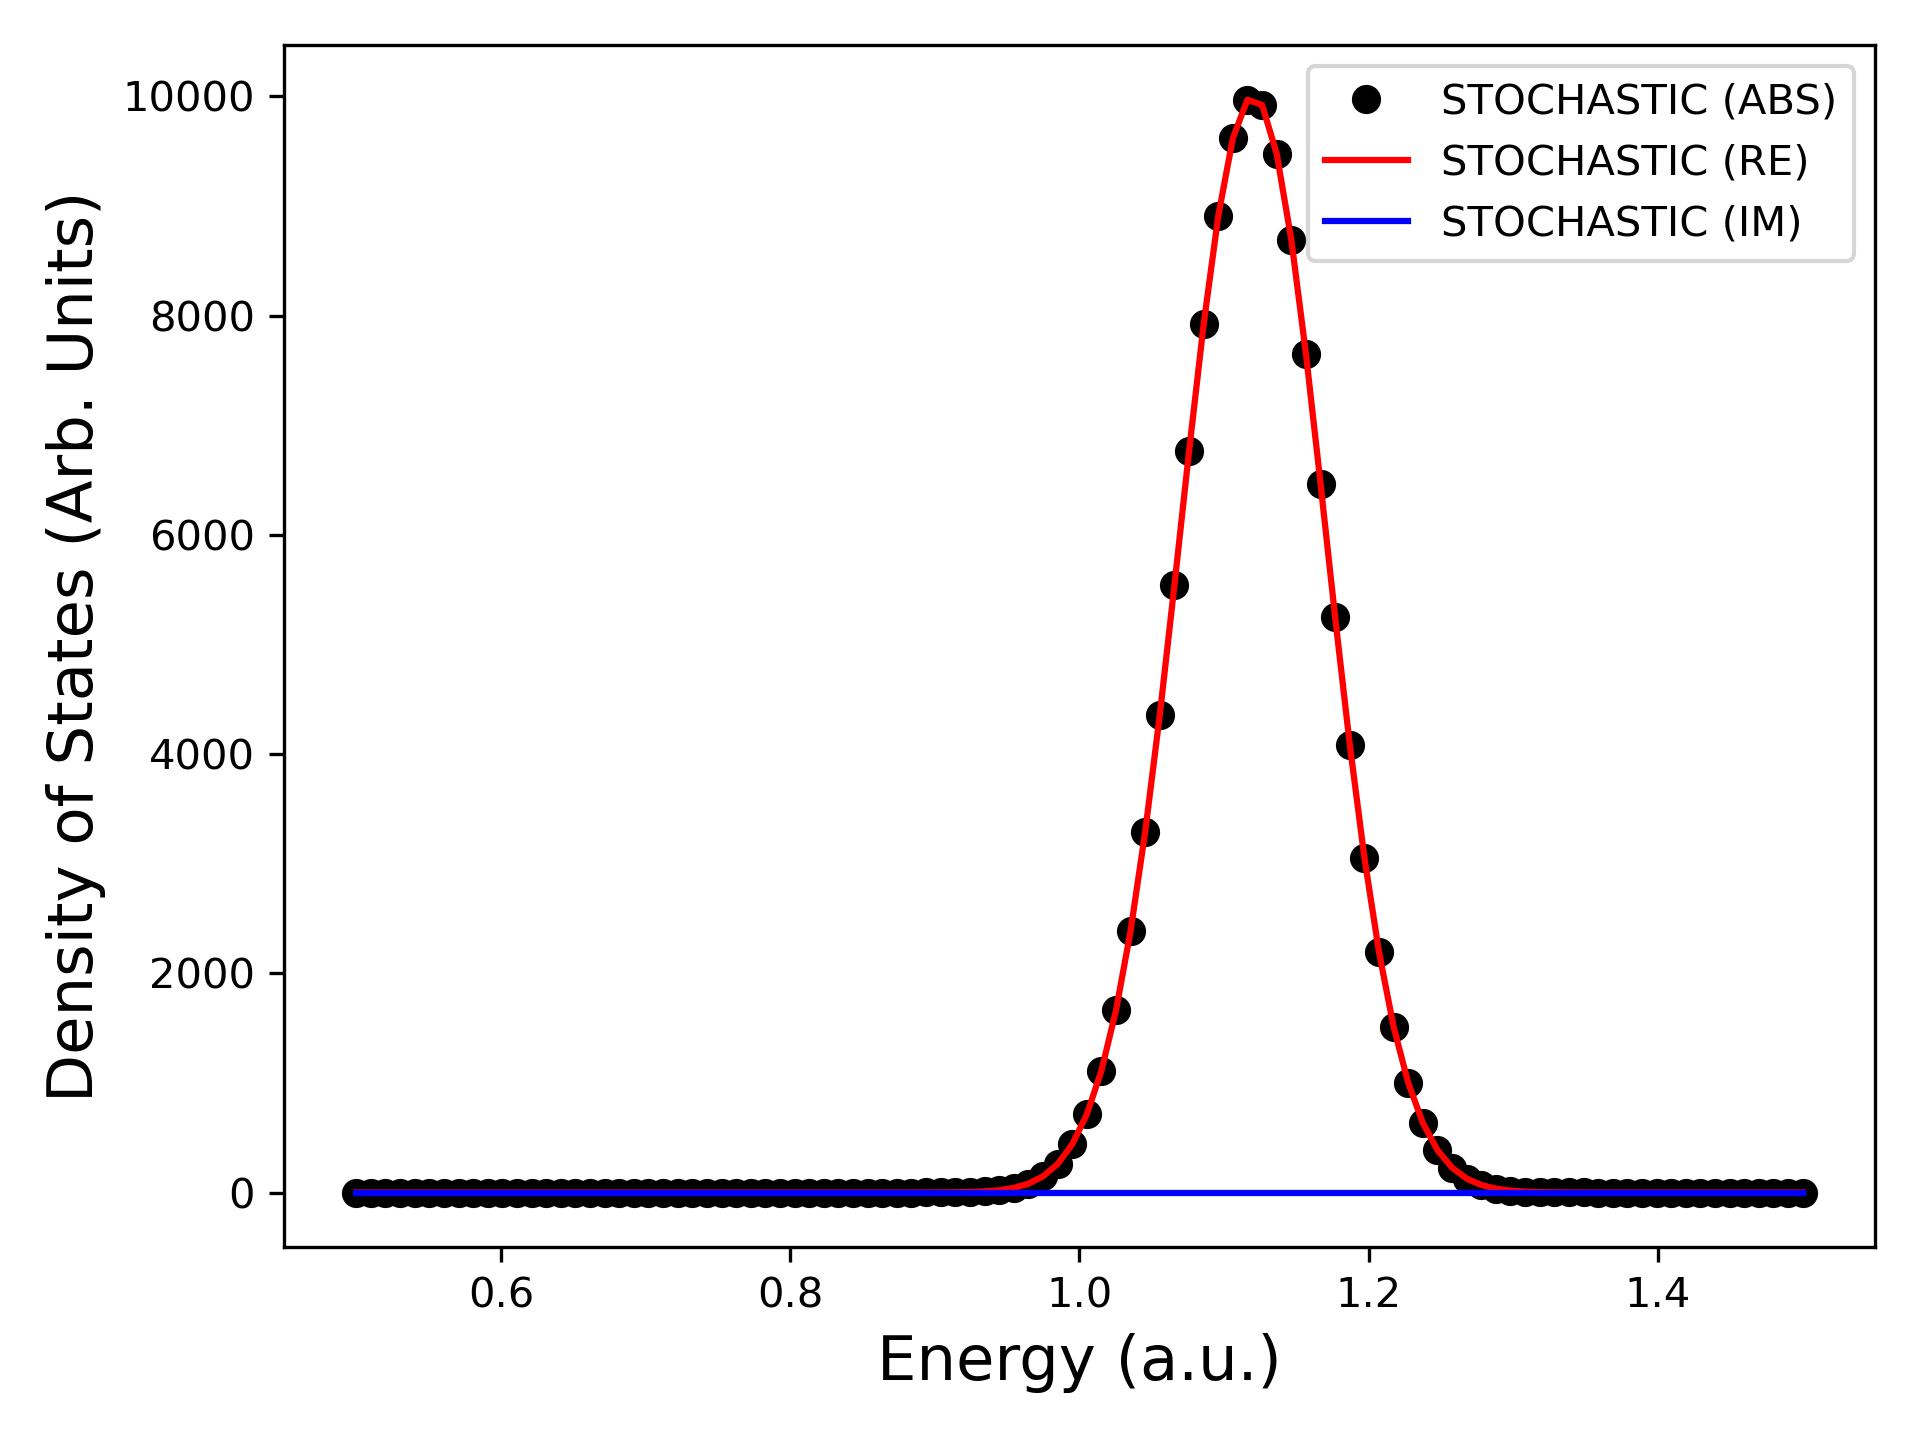 STOCHASTIC (ABS)
STOCHASTIC (RE)
STOCHASTIC (IM)
Density of States (Arb. Units)
10000
8000
6000
4000
2000
0
0.6 0.8 1.0 1.2 1.4
Energy (a.u.)